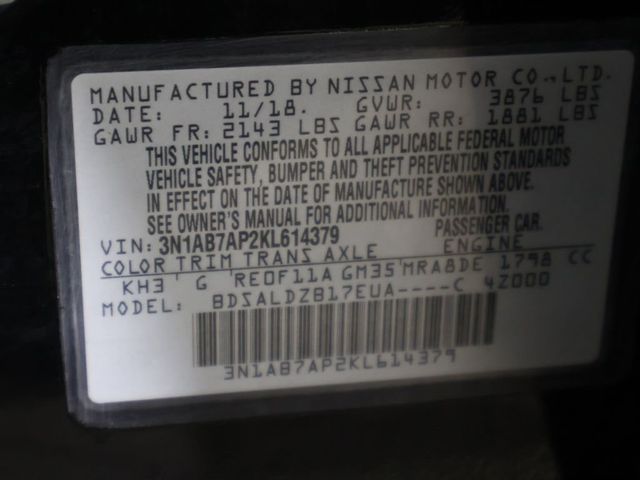 MANUFACTURED BY NISSAN MOTOR CO., LTD.
DATE: 11/18. GVWR: 3876 LBS
GAWR FR: 2143 LBS GAWR RR: 1881 LBS
THIS VEHICLE CONFORMS TO ALL APPLICABLE FEDERAL MOTOR
VEHICLE SAFETY, BUMPER AND THEFT PREVENTION STANDARDS
IN EFFECT ON THE DATE OF MANUFACTURE SHOWN ABOVE.
SEE OWNER'S MANUAL FOR ADDITIONAL INFORMATION.
VIN: 3N1AB7AP2KL614379 PASSENGER CAR.
COLOR TRIM TRANS AXLE ENGINE
KH3 G RE0F11A GM35 MRA8DE 1798 CC
MODEL: BDSALDZB17EUA----C 4Z000
3N1AB7AP2KL614379